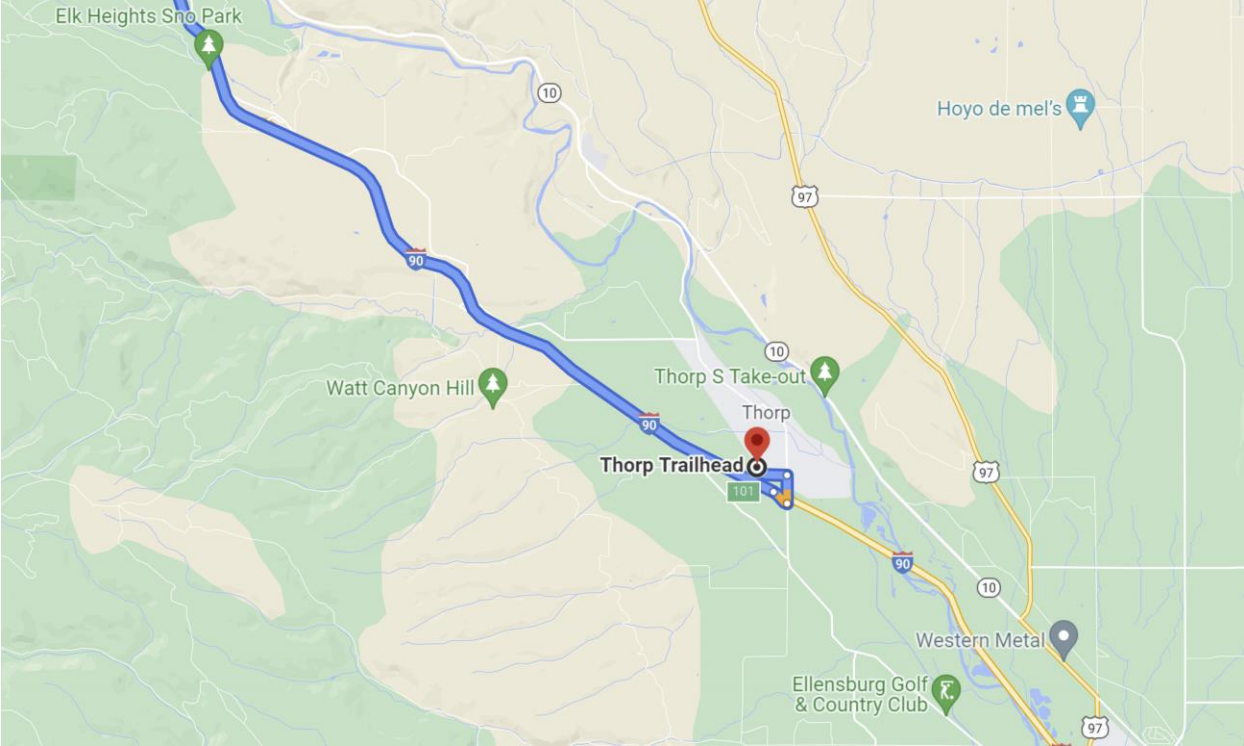 Elk Heights Sno Park
10
Hoyo de mel's
97
90
10
Thorp S Take-out
Watt Canyon Hill
Thorp
90
Thorp Trailhead
97
101
90
10
Western Metal
Ellensburg Golf
& Country Club
97